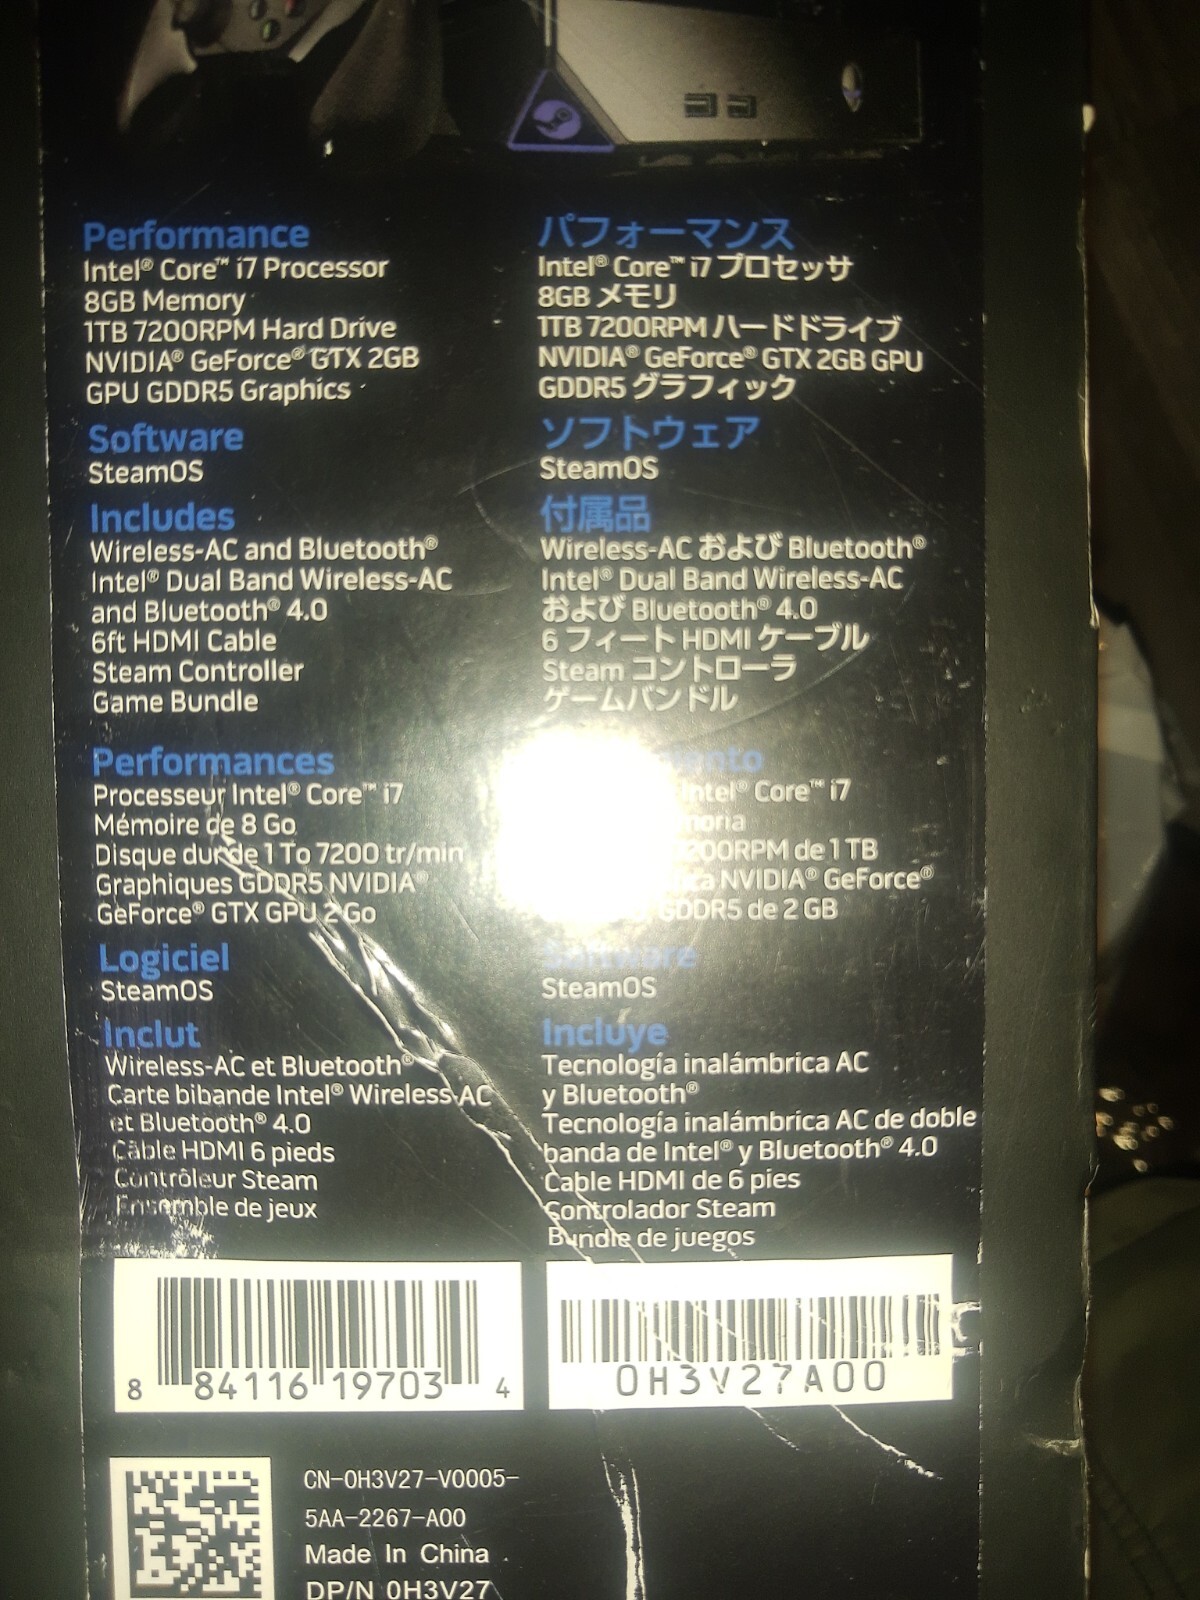 Performance
Intel® Core™ i7 Processor
8GB Memory
1TB 7200RPM Hard Drive
NVIDIA® GeForce® GTX 2GB
GPU GDDR5 Graphics
Software
SteamOS
Includes
Wireless-AC and Bluetooth®
Intel® Dual Band Wireless-AC
and Bluetooth® 4.0
6ft HDMI Cable
Steam Controller
Game Bundle
パフォーマンス
Intel® Core™ i7 プロセッサ
8GB メモリ
1TB 7200RPM ハードドライブ
NVIDIA® GeForce® GTX 2GB GPU
GDDR5 グラフィック
ソフトウェア
SteamOS
付属品
Wireless-AC および Bluetooth®
Intel® Dual Band Wireless-AC
および Bluetooth® 4.0
6 フィート HDMI ケーブル
Steam コントローラ
ゲームバンドル
Performances
Processeur Intel® Core™ i7
Mémoire de 8 Go
Disque dur de 1 To 7200 tr/min
Graphiques GDDR5 NVIDIA®
GeForce® GTX GPU 2 Go
Logiciel
SteamOS
Inclut
Wireless-AC et Bluetooth®
Carte bibande Intel® Wireless-AC
et Bluetooth® 4.0
Câble HDMI 6 pieds
Contrôleur Steam
Ensemble de jeux
Intel® Core™ i7
7200RPM de 1 TB
NVIDIA® GeForce®
GDDR5 de 2 GB
Software
SteamOS
Incluye
Tecnología inalámbrica AC
y Bluetooth®
Tecnología inalámbrica AC de doble
banda de Intel® y Bluetooth® 4.0
Cable HDMI de 6 pies
Controlador Steam
Bundle de juegos
8 84116 19703 4
0H3V27A00
CN-0H3V27-V0005-
5AA-2267-A00
Made In China
DP/N 0H3V27